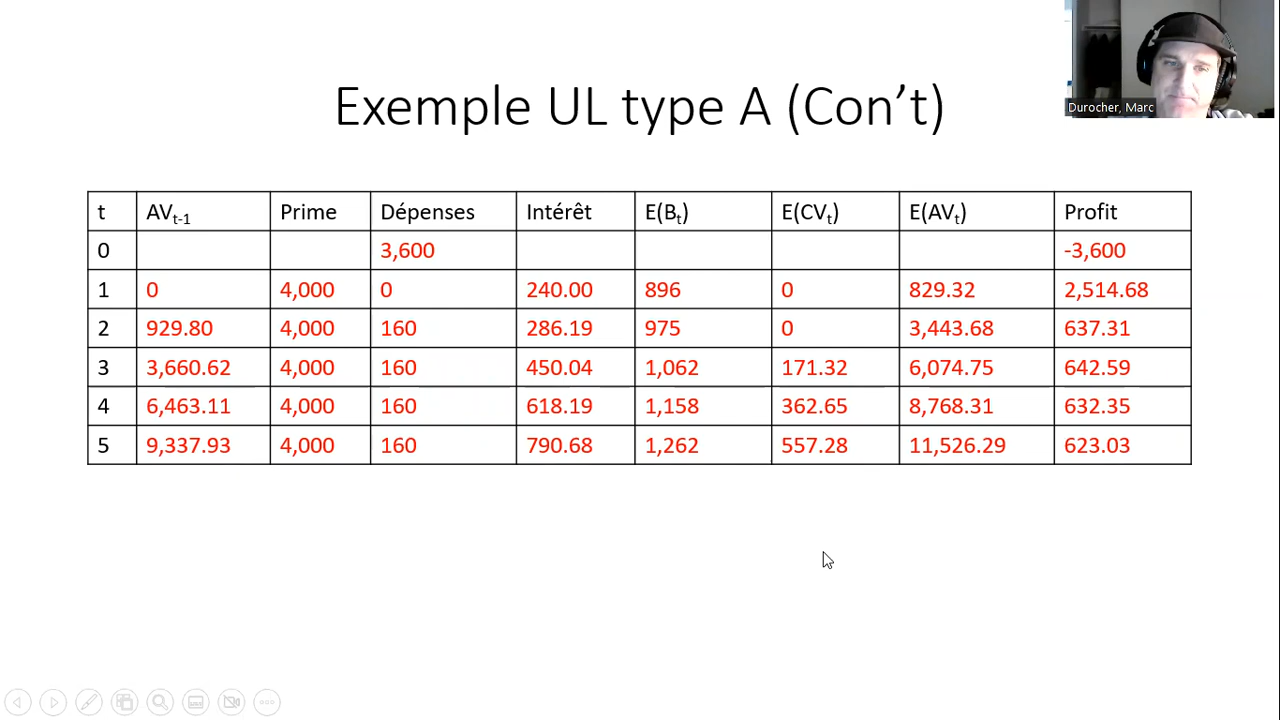 Durocher, Marc
Exemple UL type A (Con’t)
t AVt-1 Prime Dépenses Intérêt E(Bt) E(CVt) E(AVt) Profit
0 3,600 -3,600
1 0 4,000 0 240.00 896 0 829.32 2,514.68
2 929.80 4,000 160 286.19 975 0 3,443.68 637.31
3 3,660.62 4,000 160 450.04 1,062 171.32 6,074.75 642.59
4 6,463.11 4,000 160 618.19 1,158 362.65 8,768.31 632.35
5 9,337.93 4,000 160 790.68 1,262 557.28 11,526.29 623.03